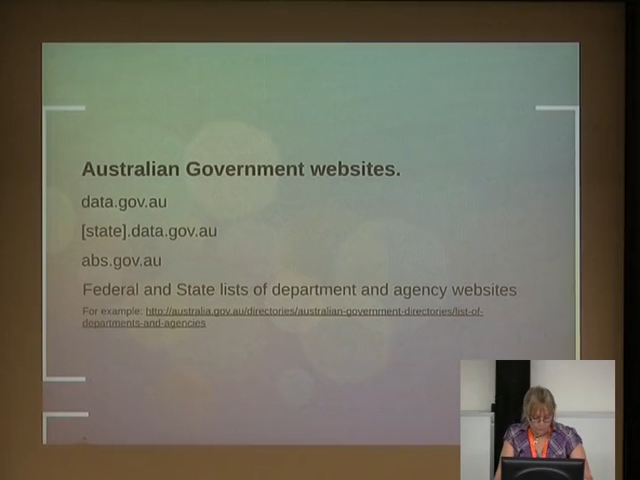 Australian Government websites.
data.gov.au
[state].data.gov.au
abs.gov.au
Federal and State lists of department and agency websites
For example: http://australia.gov.au/directories/australian-government-directories/list-of-
departments-and-agencies